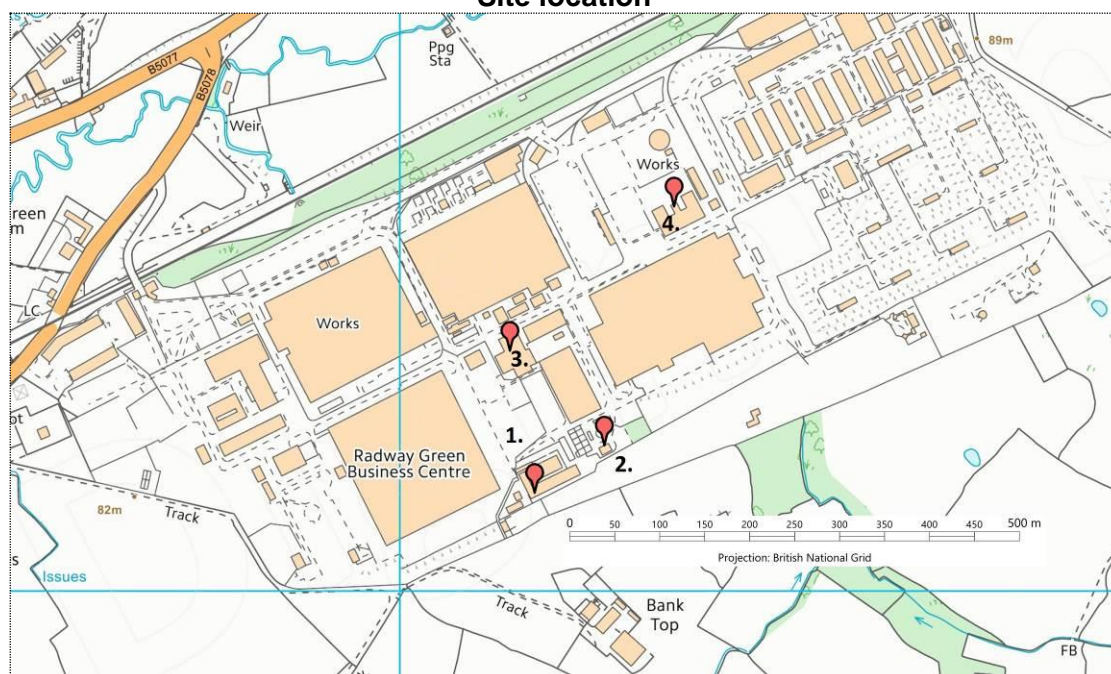 Site location
B5077
B5078
Ppg
Sta
89m
Weir
Works
4.
LC
Works
3.
1.
Radway Green
Business Centre
2.
82m
Track
0 50 100 150 200 250 300 350 400 450 500 m
Projection: British National Grid
Issues
Track
Bank
Top
FB